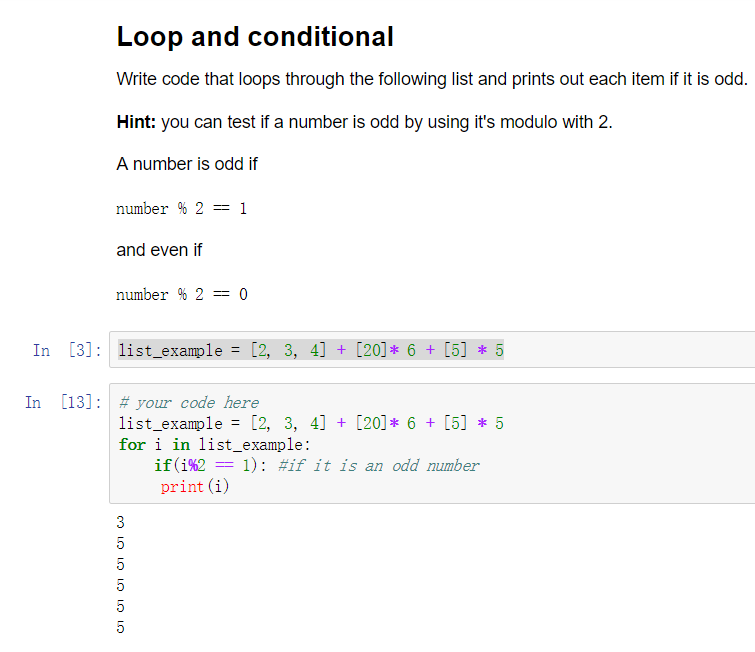 Loop and conditional
Write code that loops through the following list and prints out each item if it is odd.
Hint: you can test if a number is odd by using it's modulo with 2.
A number is odd if
number % 2 == 1
and even if
number % 2 == 0
In [3]: list_example = [2, 3, 4] + [20]* 6 + [5] * 5
In [13]: # your code here
list_example = [2, 3, 4] + [20]* 6 + [5] * 5
for i in list_example:
    if(i%2 == 1): #if it is an odd number
     print(i)
3
5
5
5
5
5